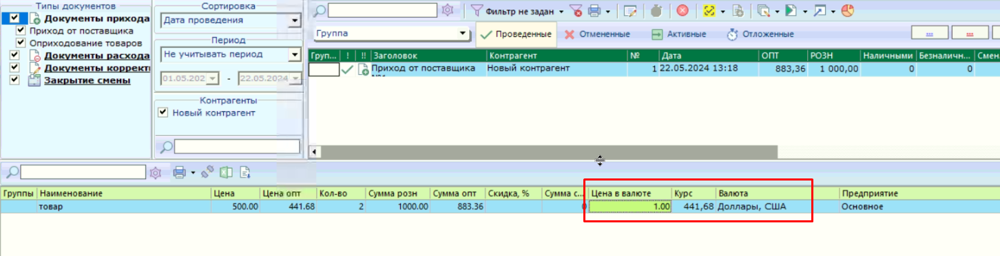 Типы документов
Документы прихода
Приход от поставщика
Оприходование товаров
Документы расхода
Документы коррект
Закрытие смены
Сортировка
Дата проведения
Период
Не учитывать период
01.05.202 - 22.05.2024
Контрагенты
Новый контрагент
Фильтр не задан
Группа
Проведенные Отмененные Активные Отложенные
... ...
Груп... ! !! Заголовок Контрагент № Дата ОПТ РОЗН Наличными Безналичн... Смен
Приход от поставщика Новый контрагент 1 22.05.2024 13:18 883,36 1 000,00 0 0
Группы Наименование Цена Цена опт Кол-во Сумма розн Сумма опт Скидка, % Сумма с... Цена в валюте Курс Валюта Предприятие
товар 500.00 441.68 2 1000.00 883.36 0 1.00 441,68 Доллары, США Основное